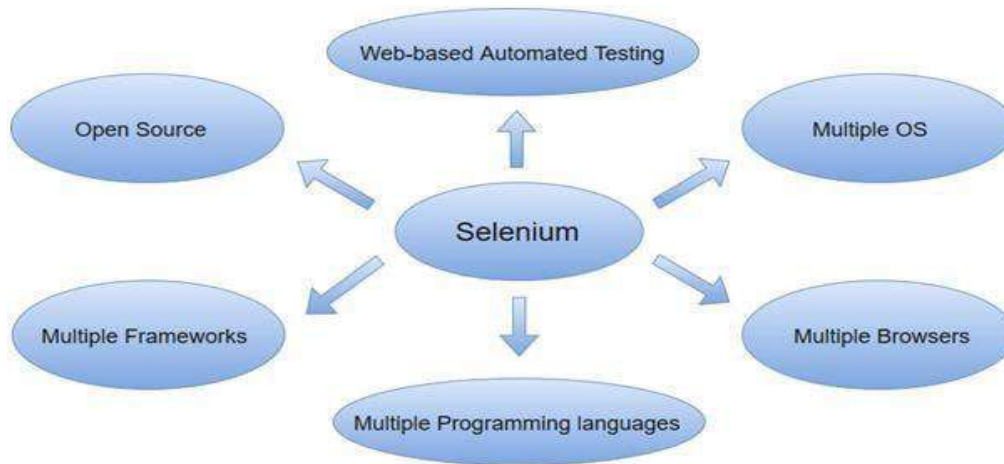 Web-based Automated Testing
Open Source
Multiple OS
Selenium
Multiple Frameworks
Multiple Browsers
Multiple Programming languages